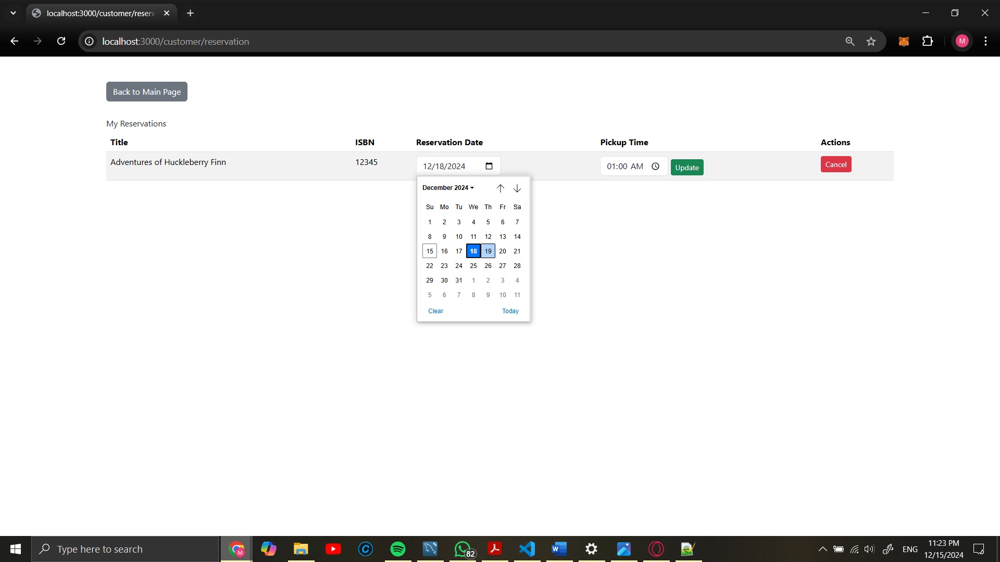 localhost:3000/customer/reserv
localhost:3000/customer/reservation
M
Back to Main Page
My Reservations
Title ISBN Reservation Date Pickup Time Actions
Adventures of Huckleberry Finn 12345 12/18/2024 01:00 AM Update Cancel
December 2024
Su Mo Tu We Th Fr Sa
1 2 3 4 5 6 7
8 9 10 11 12 13 14
15 16 17 18 19 20 21
22 23 24 25 26 27 28
29 30 31 1 2 3 4
5 6 7 8 9 10 11
Clear Today
Type here to search
M
82
W
ENG
11:23 PM
12/15/2024